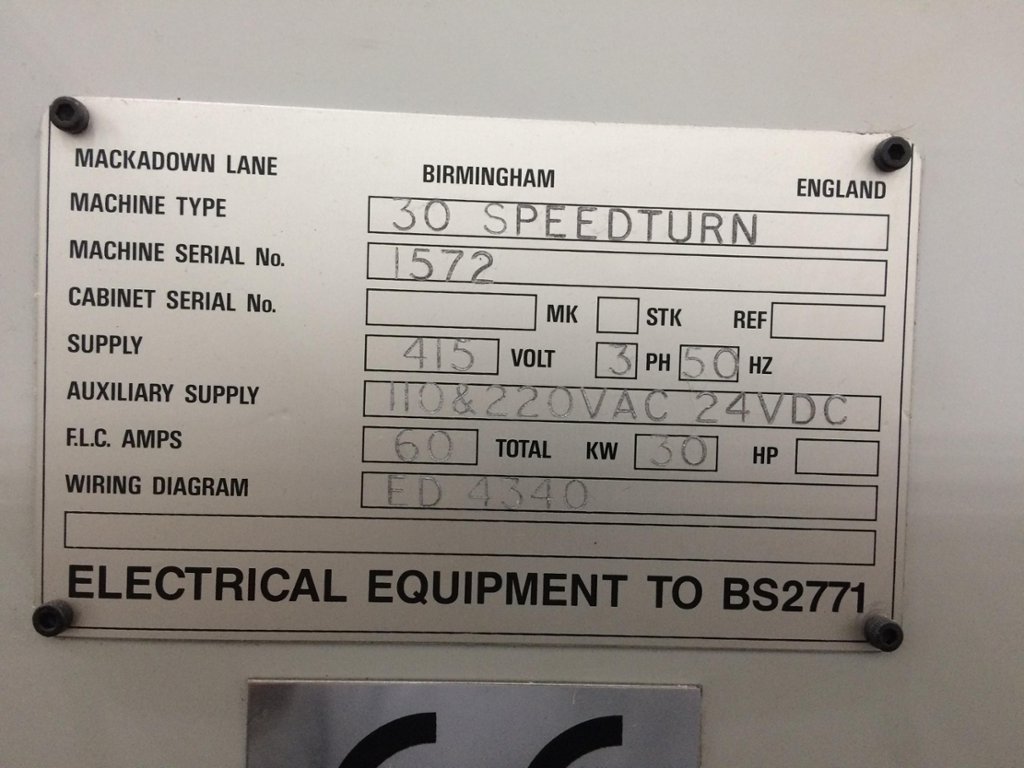 MACKADOWN LANE BIRMINGHAM ENGLAND
MACHINE TYPE 30 SPEEDTURN
MACHINE SERIAL No. 1572
CABINET SERIAL No. MK STK REF
SUPPLY 415 VOLT 3 PH 50 HZ
AUXILIARY SUPPLY 110&220VAC 24VDC
F.L.C. AMPS 60 TOTAL KW 30 HP
WIRING DIAGRAM ED 4340
ELECTRICAL EQUIPMENT TO BS2771
CE